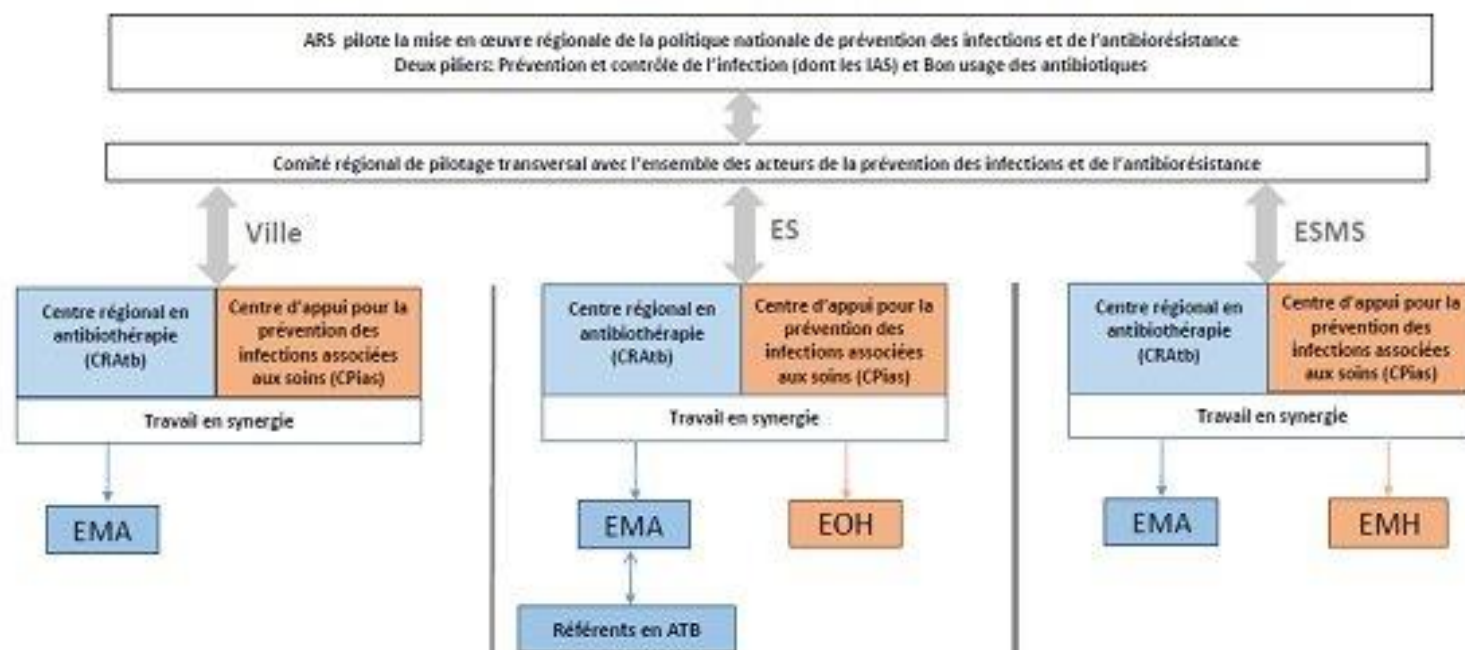 ARS pilote la mise en œuvre régionale de la politique nationale de prévention des infections et de l'antibiorésistance
Deux piliers: Prévention et contrôle de l'infection (dont les IAS) et Bon usage des antibiotiques
Comité régional de pilotage transversal avec l'ensemble des acteurs de la prévention des infections et de l'antibiorésistance
Ville
ES
ESMS
Centre régional en
antibiothérapie
(CRAtb)
Centre d'appui pour la
prévention des
infections associées
aux soins (CPias)
Travail en synergie
EMA
Centre régional en
antibiothérapie
(CRAtb)
Centre d'appui pour la
prévention des
infections associées
aux soins (CPias)
Travail en synergie
EMA
EOH
Référents en ATB
Centre régional en
antibiothérapie
(CRAtb)
Centre d'appui pour la
prévention des
infections associées
aux soins (CPias)
Travail en synergie
EMA
EMH